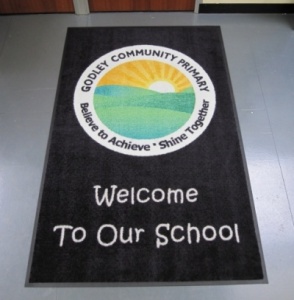 GODLEY COMMUNITY PRIMARY
Believe to Achieve * Shine Together
Welcome
To Our School